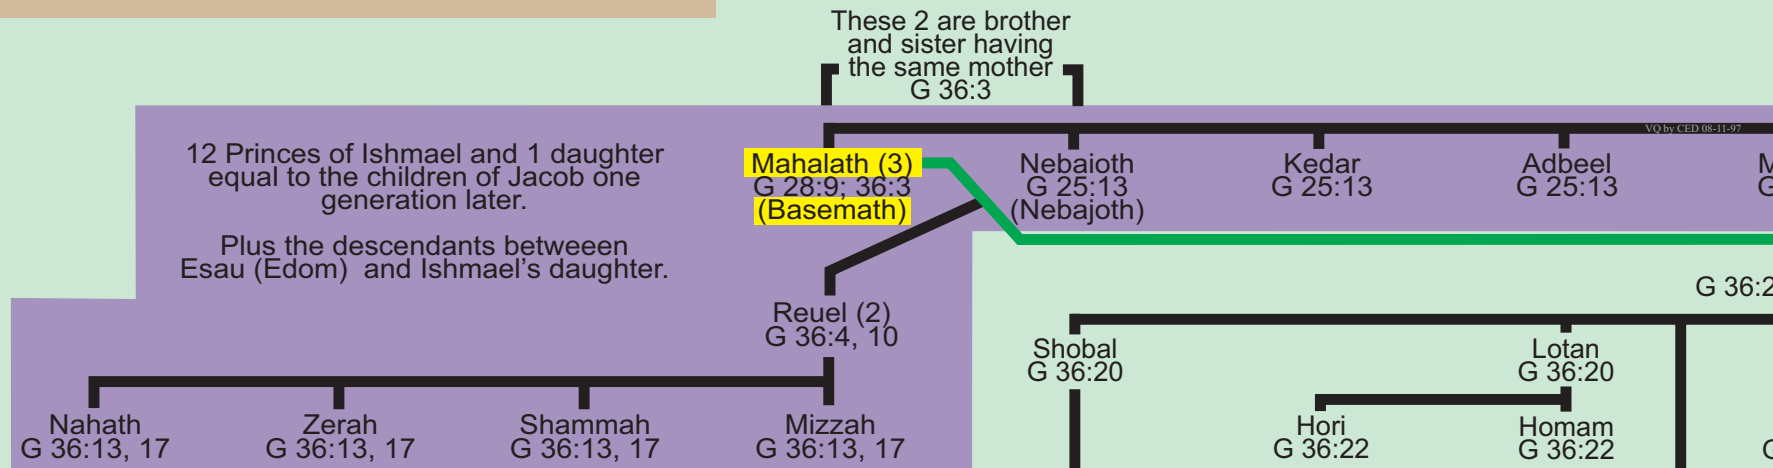 These 2 are brother
and sister having
the same mother
G 36:3
VQ by CED 08-11-97
12 Princes of Ishmael and 1 daughter
equal to the children of Jacob one
generation later.
Plus the descendants betweeen
Esau (Edom)  and Ishmael's daughter.
Mahalath (3)
G 28:9; 36:3
(Basemath)
Nebaioth
G 25:13
(Nebajoth)
Kedar
G 25:13
Adbeel
G 25:13
Reuel (2)
G 36:4, 10
G 36:2
Shobal
G 36:20
Lotan
G 36:20
Nahath
G 36:13, 17
Zerah
G 36:13, 17
Shammah
G 36:13, 17
Mizzah
G 36:13, 17
Hori
G 36:22
Homam
G 36:22